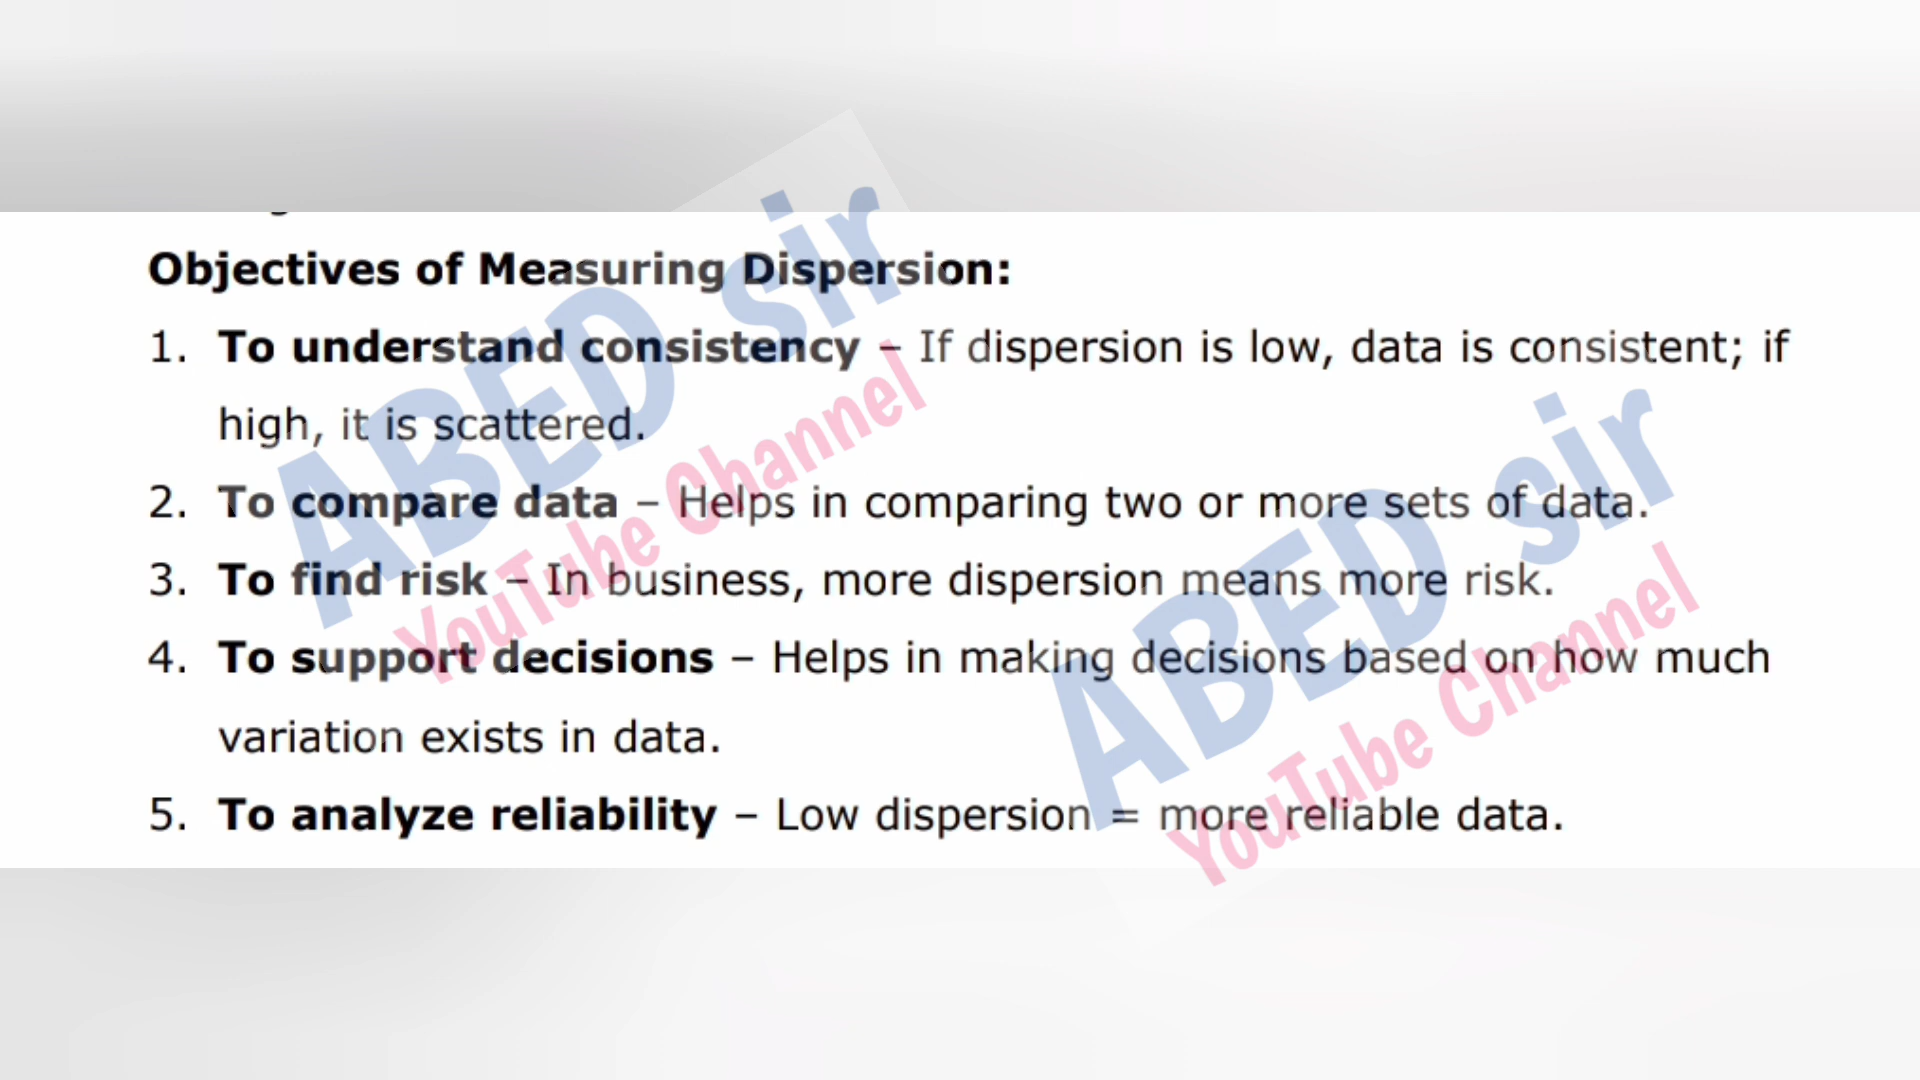 Objectives of Measuring Dispersion:
1. To understand consistency – If dispersion is low, data is consistent; if
high, it is scattered.
2. To compare data – Helps in comparing two or more sets of data.
3. To find risk – In business, more dispersion means more risk.
4. To support decisions – Helps in making decisions based on how much
variation exists in data.
5. To analyze reliability – Low dispersion = more reliable data.
ABED sir
YouTube Channel
ABED sir
YouTube Channel